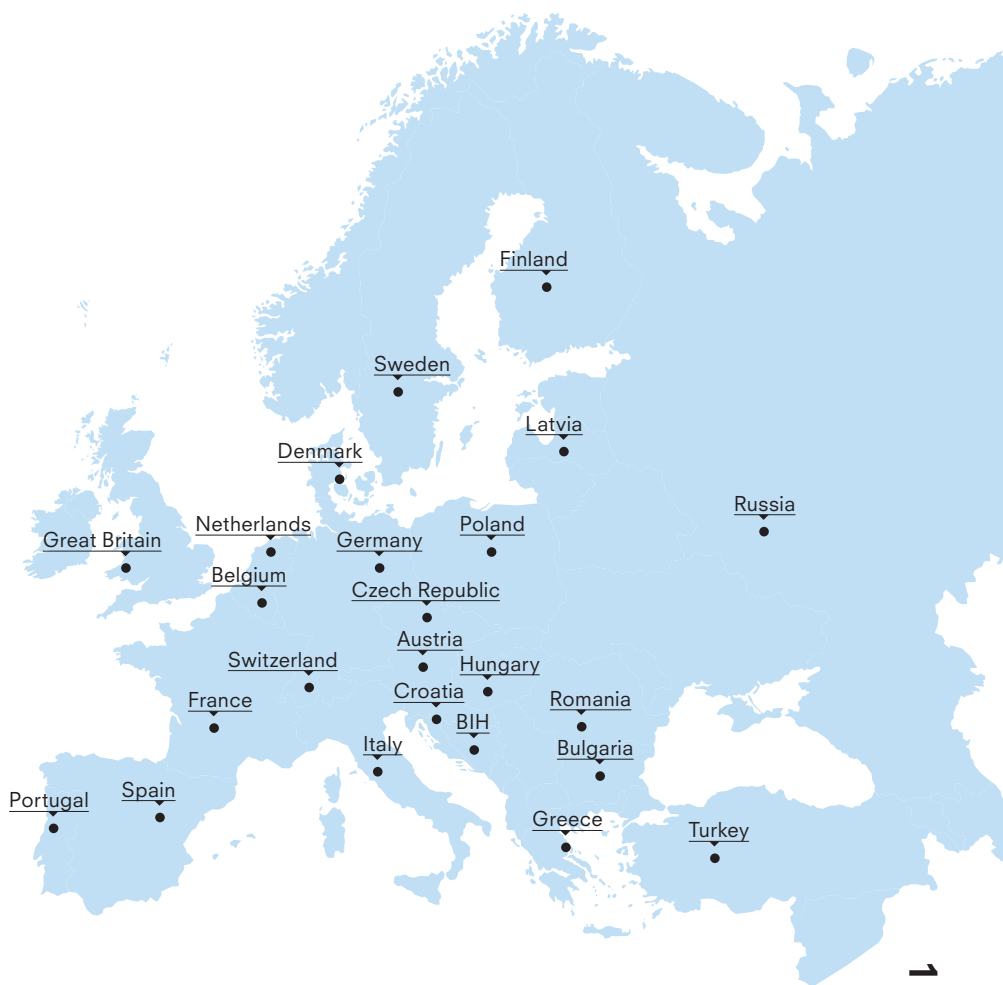 Finland
Sweden
Latvia
Denmark
Russia
Netherlands
Poland
Great Britain
Germany
Belgium
Czech Republic
Austria
Switzerland
Hungary
Croatia
France
Romania
BIH
Italy
Bulgaria
Spain
Portugal
Greece
Turkey
1